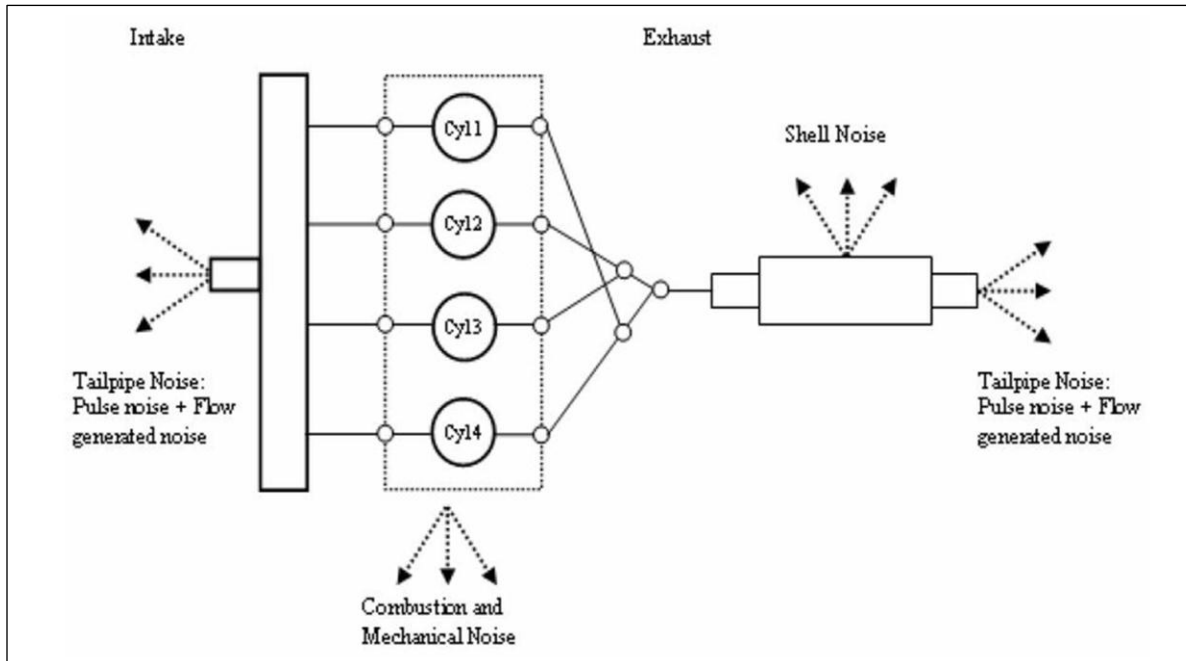 Intake
Exhaust
Cyl1
Cyl2
Cyl3
Cyl4
Shell Noise
Tailpipe Noise:
Pulse noise + Flow
generated noise
Tailpipe Noise:
Pulse noise + Flow
generated noise
Combustion and
Mechanical Noise